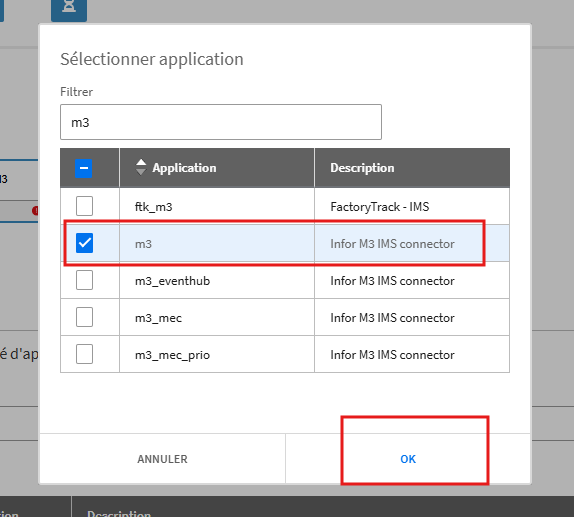 Sélectionner application
Filtrer
m3
Application Description
ftk_m3 FactoryTrack - IMS
m3 Infor M3 IMS connector
m3_eventhub Infor M3 IMS connector
m3_mec Infor M3 IMS connector
m3_mec_prio Infor M3 IMS connector
é d'ap
ANNULER OK